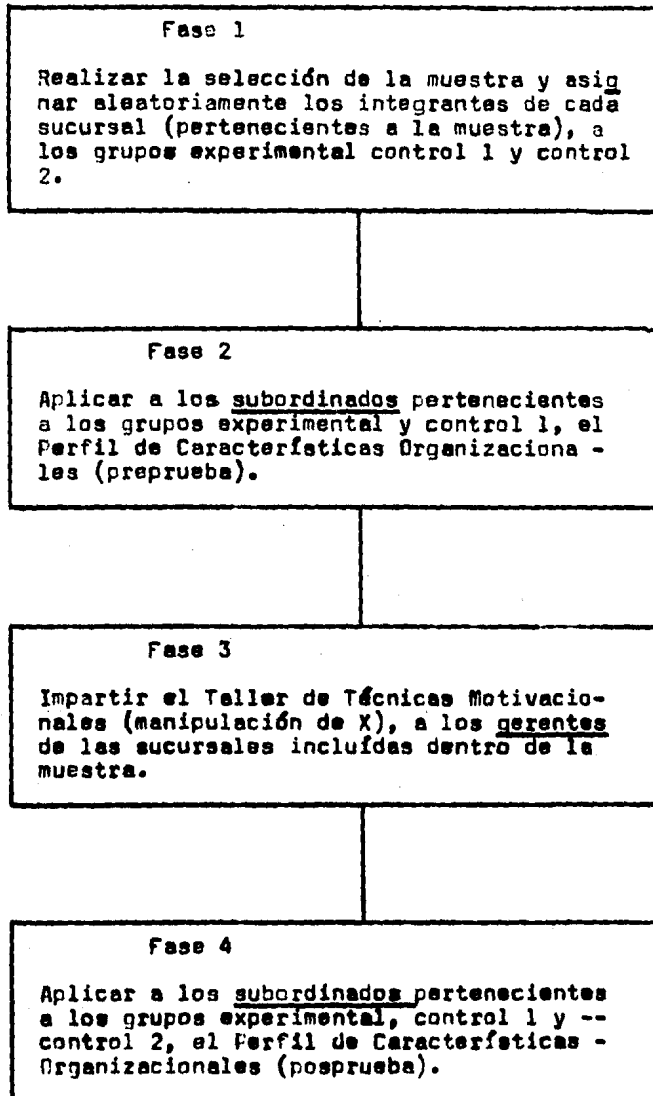 Fase 1
Realizar la selección de la muestra y asig
nar aleatoriamente los integrantes de cada
sucursal (pertenecientes a la muestra), a
los grupos experimental control 1 y control
2.
Fase 2
Aplicar a los subordinados pertenecientes
a los grupos experimental y control 1, el
Perfil de Características Organizaciona -
les (preprueba).
Fase 3
Impartir el Taller de Técnicas Motivacio-
nales (manipulación de X), a los gerentes
de las sucursales incluídas dentro de la
muestra.
Fase 4
Aplicar a los subordinados pertenecientes
a los grupos experimental, control 1 y --
control 2, el Perfil de Características -
Organizacionales (posprueba).